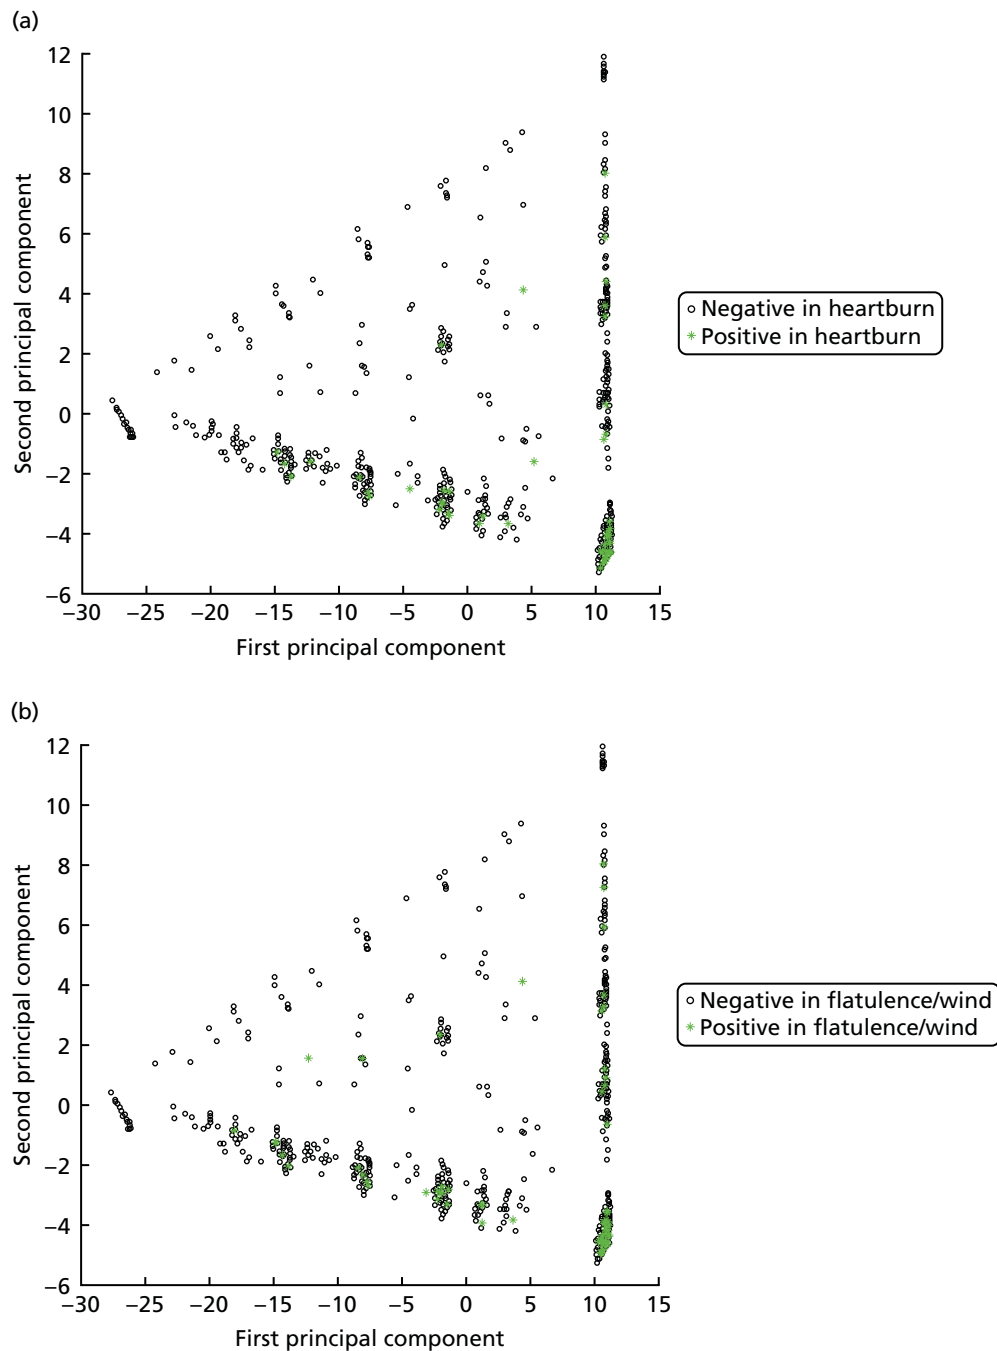 (a)
12
10
8
6
4
2
0
−2
−4
−6
Second principal component
−30 −25 −20 −15 −10 −5 0 5 10 15
First principal component
Negative in heartburn
Positive in heartburn
(b)
12
10
8
6
4
2
0
−2
−4
−6
Second principal component
−30 −25 −20 −15 −10 −5 0 5 10 15
First principal component
Negative in flatulence/wind
Positive in flatulence/wind